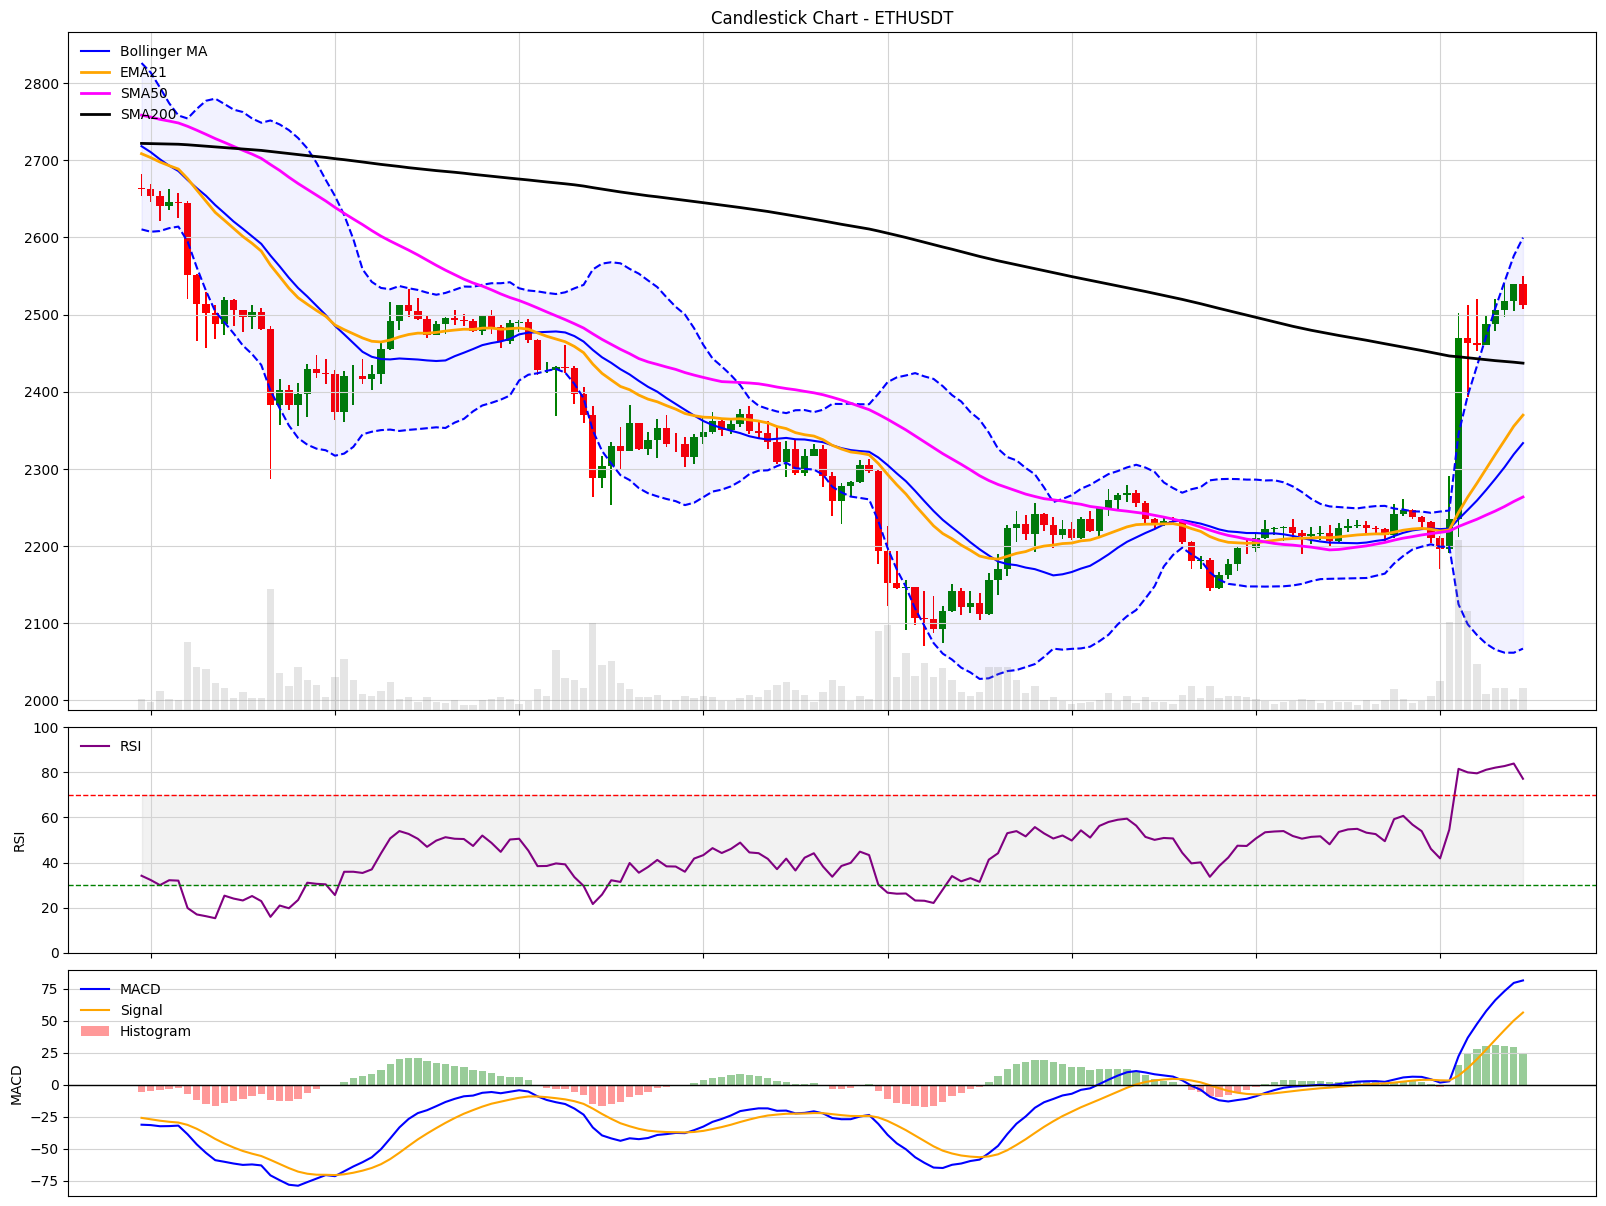 Candlestick Chart - ETHUSDT
Bollinger MA
EMA21
SMA50
SMA200
2800
2700
2600
2500
2400
2300
2200
2100
2000
RSI
100
80
60
40
20
0
RSI
MACD
Signal
Histogram
75
50
25
0
−25
−50
−75
MACD